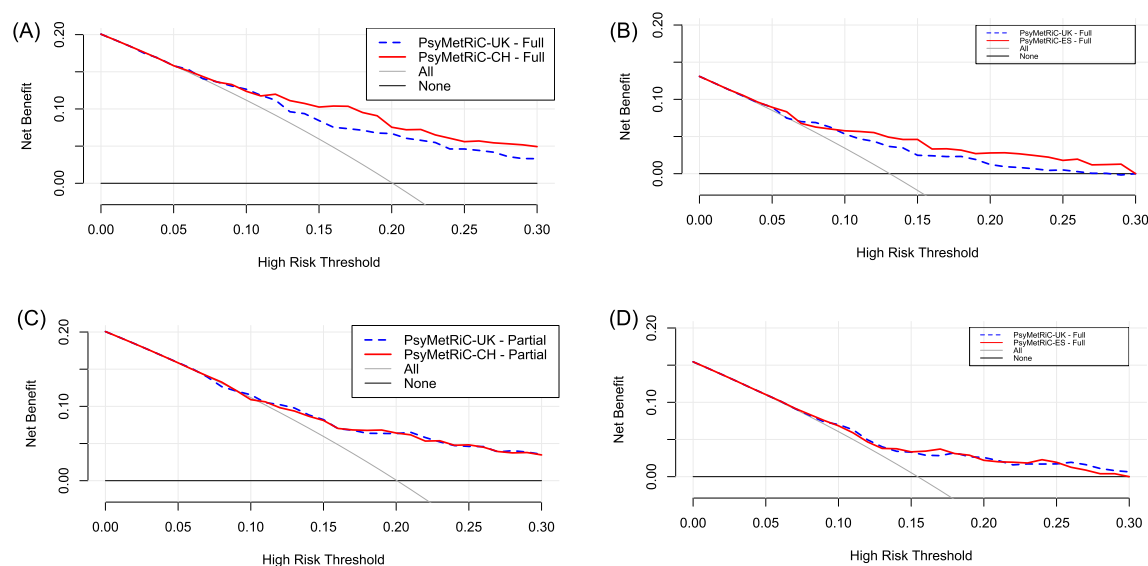 (A)
0.20
0.10
0.00
Net Benefit
PsyMetRiC-UK - Full
PsyMetRiC-CH - Full
All
None
0.00 0.05 0.10 0.15 0.20 0.25 0.30
High Risk Threshold
(B)
0.20
0.10
0.00
Net Benefit
PsyMetRiC-UK - Full
PsyMetRiC-ES - Full
All
None
0.00 0.05 0.10 0.15 0.20 0.25 0.30
High Risk Threshold
(C)
0.20
0.10
0.00
Net Benefit
PsyMetRiC-UK - Partial
PsyMetRiC-CH - Partial
All
None
0.00 0.05 0.10 0.15 0.20 0.25 0.30
High Risk Threshold
(D)
0.20
0.10
0.00
Net Benefit
PsyMetRiC-UK - Full
PsyMetRiC-ES - Full
All
None
0.00 0.05 0.10 0.15 0.20 0.25 0.30
High Risk Threshold